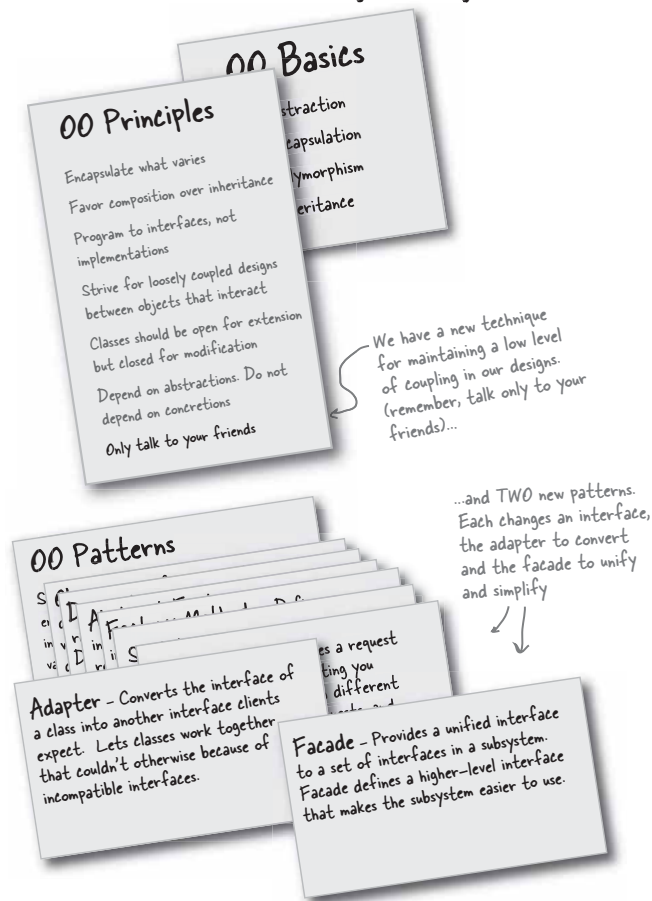 OO Basics
straction
capsulation
ymorphism
eritance
OO Principles
Encapsulate what varies
Favor composition over inheritance
Program to interfaces, not
implementations
Strive for loosely coupled designs
between objects that interact
Classes should be open for extension
but closed for modification
Depend on abstractions. Do not
depend on concretions
Only talk to your friends
We have a new technique
for maintaining a low level
of coupling in our designs.
(remember, talk only to your
friends)...
...and TWO new patterns.
Each changes an interface,
the adapter to convert
and the facade to unify
and simplify
OO Patterns
es a request
ting you
different
Adapter – Converts the interface of
a class into another interface clients
expect. Lets classes work together
that couldn't otherwise because of
incompatible interfaces.
Facade – Provides a unified interface
to a set of interfaces in a subsystem.
Facade defines a higher-level interface
that makes the subsystem easier to use.